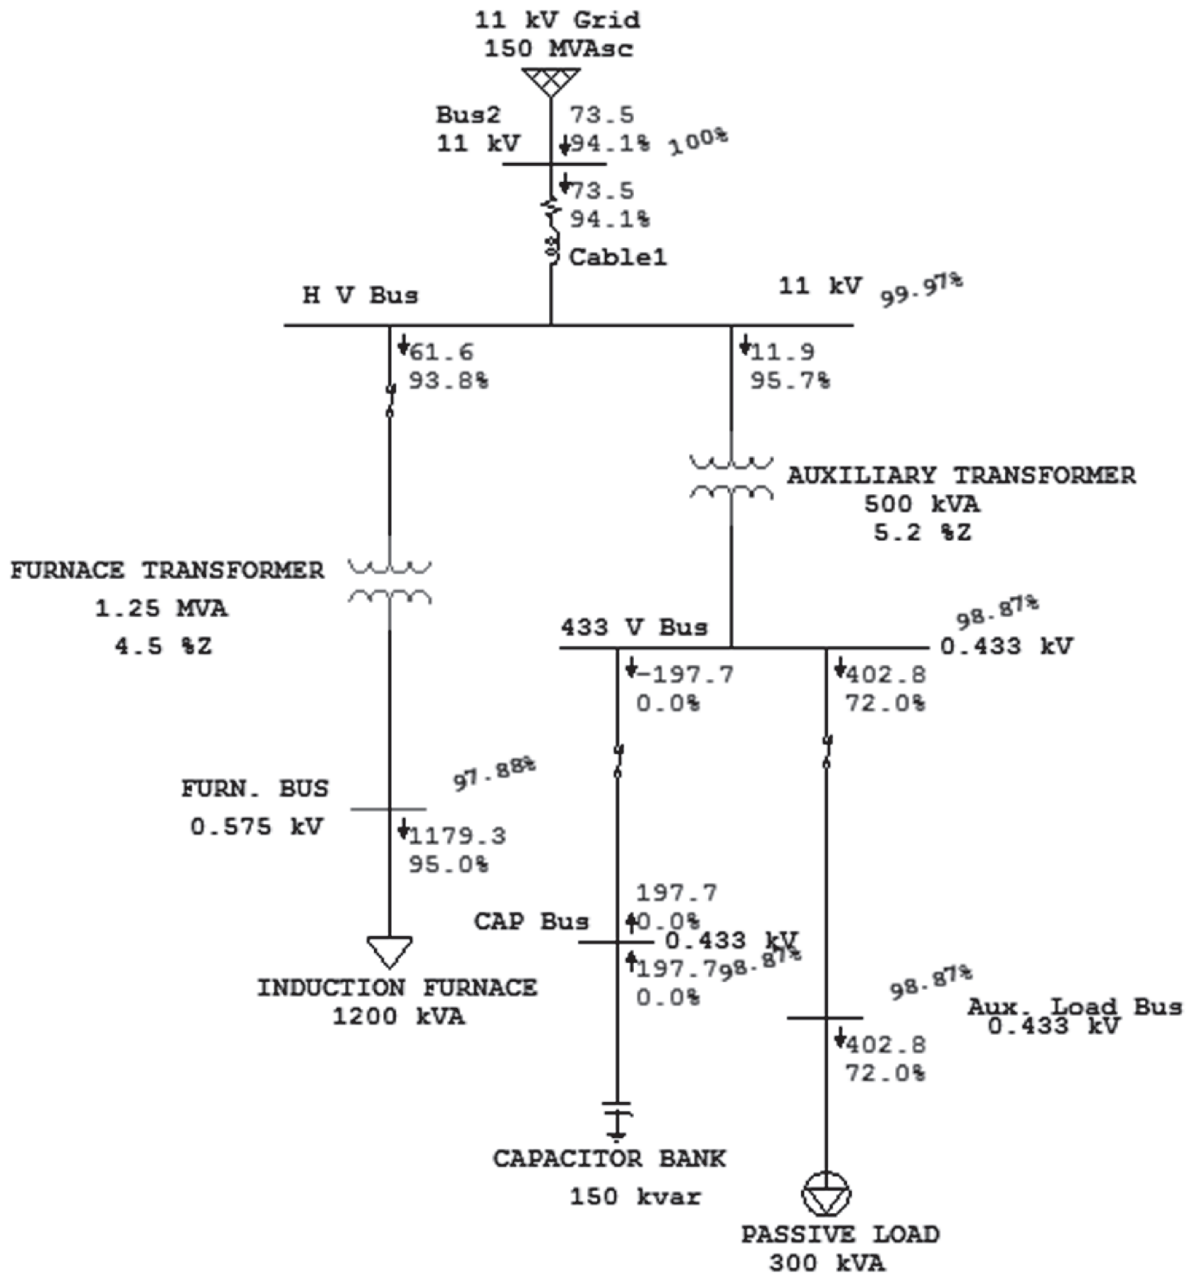 11 kV Grid
150 MVAsc
Bus2
11 kV
73.5
94.1%
100%
73.5
94.1%
Cable1
H V Bus
11 kV
99.97%
61.6
93.8%
11.9
95.7%
AUXILIARY TRANSFORMER
500 kVA
5.2 %Z
FURNACE TRANSFORMER
1.25 MVA
4.5 %Z
433 V Bus
98.87%
0.433 kV
-197.7
0.0%
402.8
72.0%
97.88%
FURN. BUS
0.575 kV
1179.3
95.0%
197.7
0.0%
CAP Bus
0.433 kV
197.7
98.87%
0.0%
98.87%
Aux. Load Bus
0.433 kV
402.8
72.0%
INDUCTION FURNACE
1200 kVA
CAPACITOR BANK
150 kvar
PASSIVE LOAD
300 kVA